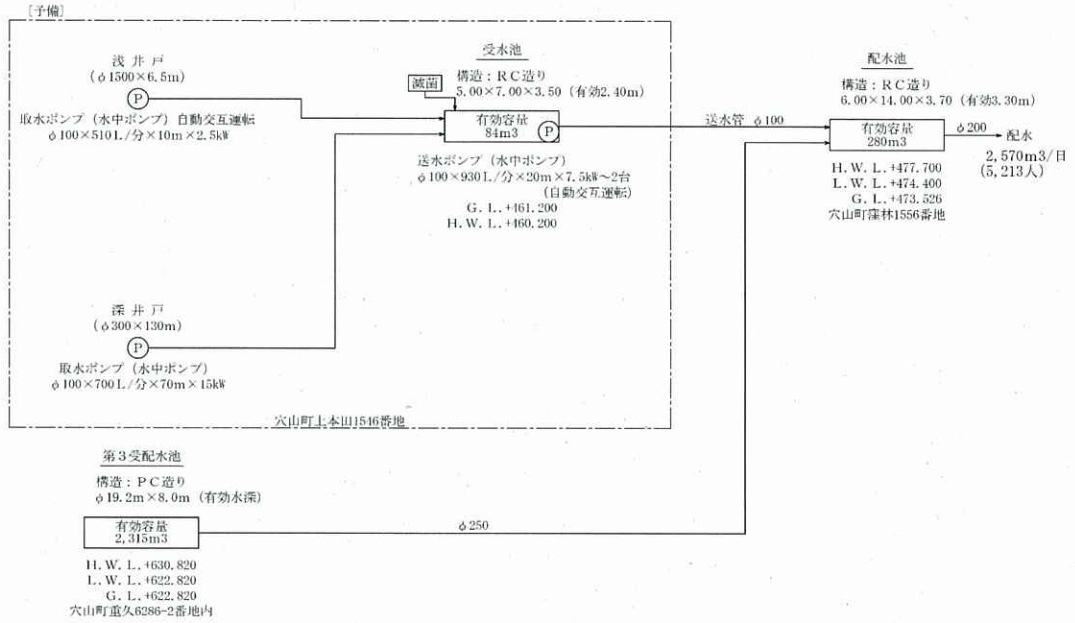 [予備]
浅 井 戸
(φ1500×6.5m)
P
取水ポンプ (水中ポンプ) 自動交互運転
φ100×510L/分×10m×2.5kW
滅菌
受水池
構造：RC造り
5.00×7.00×3.50 (有効2.40m)
有効容量
84m3
P
送水ポンプ (水中ポンプ)
φ100×930L/分×20m×7.5kW～2台
(自動交互運転)
G. L. +461.200
H. W. L. +460.200
送水管 φ100
配水池
構造：RC造り
6.00×14.00×3.70 (有効3.30m)
有効容量
280m3
φ200
配水
2,570m3/日
(5,213人)
H. W. L. +477.700
L. W. L. +474.400
G. L. +473.526
穴山町窪林1556番地
深 井 戸
(φ300×130m)
P
取水ポンプ (水中ポンプ)
φ100×700L/分×70m×15kW
穴山町上本田1546番地
第3受配水池
構造：PC造り
φ19.2m×8.0m (有効水深)
有効容量
2,315m3
φ250
H. W. L. +630.820
L. W. L. +622.820
G. L. +622.820
穴山町重久6286-2番地内